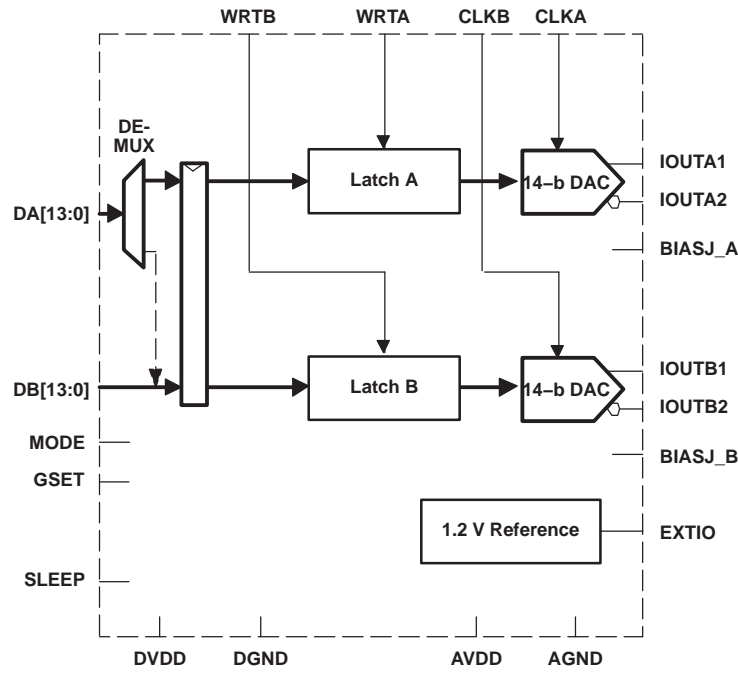 WRTB
WRTA
CLKB
CLKA
DE-
MUX
DA[13:0]
Latch A
14–b DAC
IOUTA1
IOUTA2
BIASJ_A
DB[13:0]
Latch B
14–b DAC
IOUTB1
IOUTB2
BIASJ_B
MODE
GSET
1.2 V Reference
EXTIO
SLEEP
DVDD
DGND
AVDD
AGND